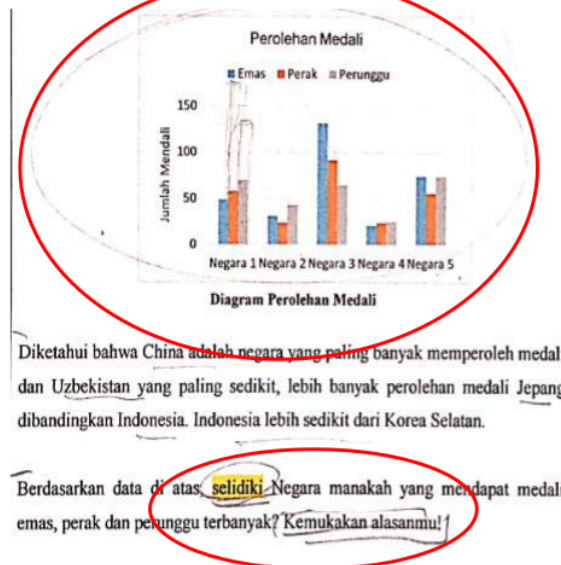 Perolehan Medali
Emas Perak Perunggu
Jumlah Mendali
150
100
50
0
Negara 1 Negara 2 Negara 3 Negara 4 Negara 5
Diagram Perolehan Medali
Diketahui bahwa China adalah negara yang paling banyak memperoleh medali
dan Uzbekistan yang paling sedikit, lebih banyak perolehan medali Jepang
dibandingkan Indonesia. Indonesia lebih sedikit dari Korea Selatan.
Berdasarkan data di atas, selidiki Negara manakah yang mendapat medali
emas, perak dan perunggu terbanyak? Kemukakan alasanmu!